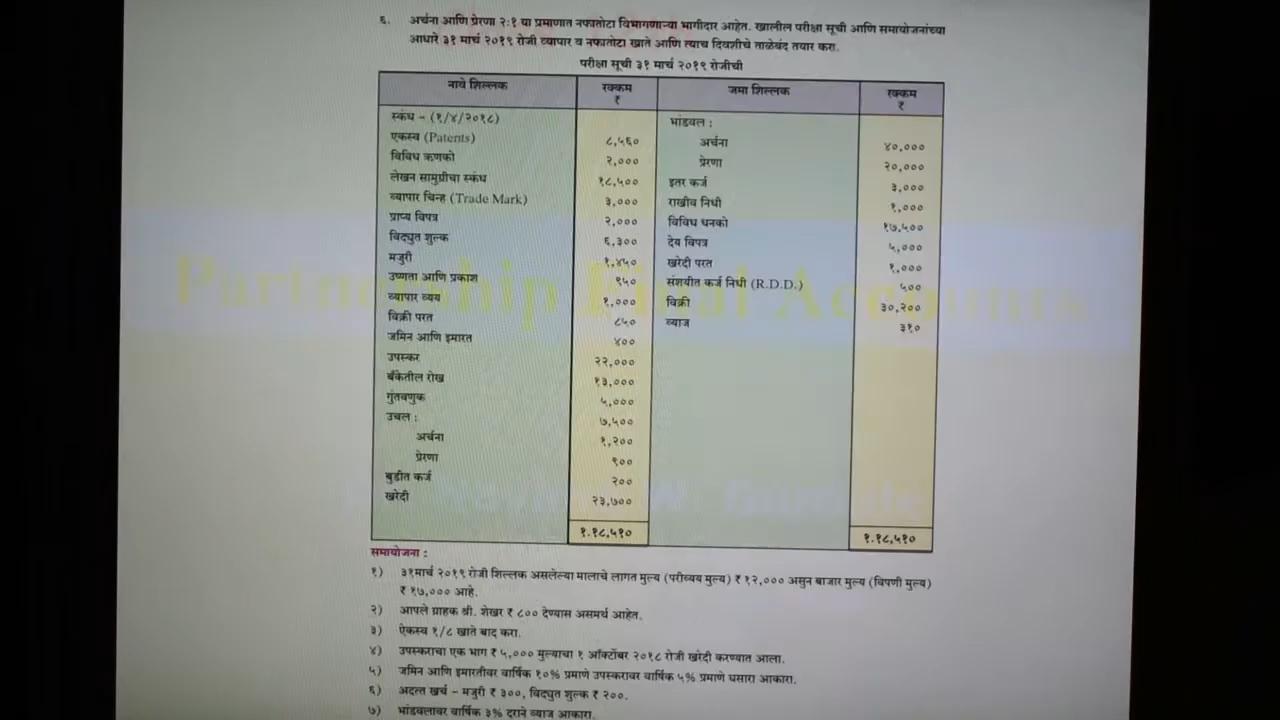 ६. अर्चना आणि प्रेरणा २:१ या प्रमाणात नफातोटा विभागणाऱ्या भागीदार आहेत. खालील परीक्षा सूची आणि समायोजनांच्या
आधारे ३१ मार्च २०१९ रोजी व्यापार व नफातोटा खाते आणि त्याच दिवशीचे ताळेबंद तयार करा.
परीक्षा सूची ३१ मार्च २०१९ रोजीची
नावे शिल्लक रक्कम ₹ जमा शिल्लक रक्कम ₹
स्कंध – (१/४/२०१८) भांडवल :
एकस्व (Patents) ८,५६० अर्चना ४०,०००
विविध ऋणको २,००० प्रेरणा २०,०००
लेखन सामुग्रीचा स्कंध १८,५०० इतर कर्ज ३,०००
व्यापार चिन्ह (Trade Mark) ३,००० राखीव निधी १,०००
प्राप्य विपत्र २,००० विविध धनको १७,५००
विद्युत शुल्क ६,३०० देय विपत्र ५,०००
मजुरी १,४५० खरेदी परत १,०००
उष्णता आणि प्रकाश ९५० संशयीत कर्ज निधी (R.D.D.) ५००
व्यापार व्यय १,००० विक्री ३०,२००
विक्री परत ८५० व्याज ३१०
जमिन आणि इमारत ४००
उपस्कर २२,०००
बँकेतील रोख १३,०००
गुंतवणुक ५,०००
उचल : ७,५००
अर्चना १,२००
प्रेरणा ९००
बुडीत कर्ज २००
खरेदी २३,७००
१.१८,५१० १.१८,५१०
Partnership Final Accounts
समायोजना :
१) ३१मार्च २०१९ रोजी शिल्लक असलेल्या मालाचे लागत मुल्य (परीव्यय मुल्य) ₹ १२,००० असुन बाजार मुल्य (विपणी मुल्य)
₹ १७,००० आहे.
२) आपले ग्राहक श्री. शेखर ₹ ८०० देण्यास असमर्थ आहेत.
३) ऐकस्व १/८ खाते बाद करा.
४) उपस्कराचा एक भाग ₹ ५,००० मुल्याचा १ ऑक्टोंबर २०१८ रोजी खरेदी करण्यात आला.
५) जमिन आणि इमारतीवर वार्षिक १०% प्रमाणे उपस्करावर वार्षिक ५% प्रमाणे घसारा आकारा.
६) अदत्त खर्च – मजुरी ₹ ३००, विद्युत शुल्क ₹ २००.
७) भांडवलावर वार्षिक ३% दराने व्याज आकारा.